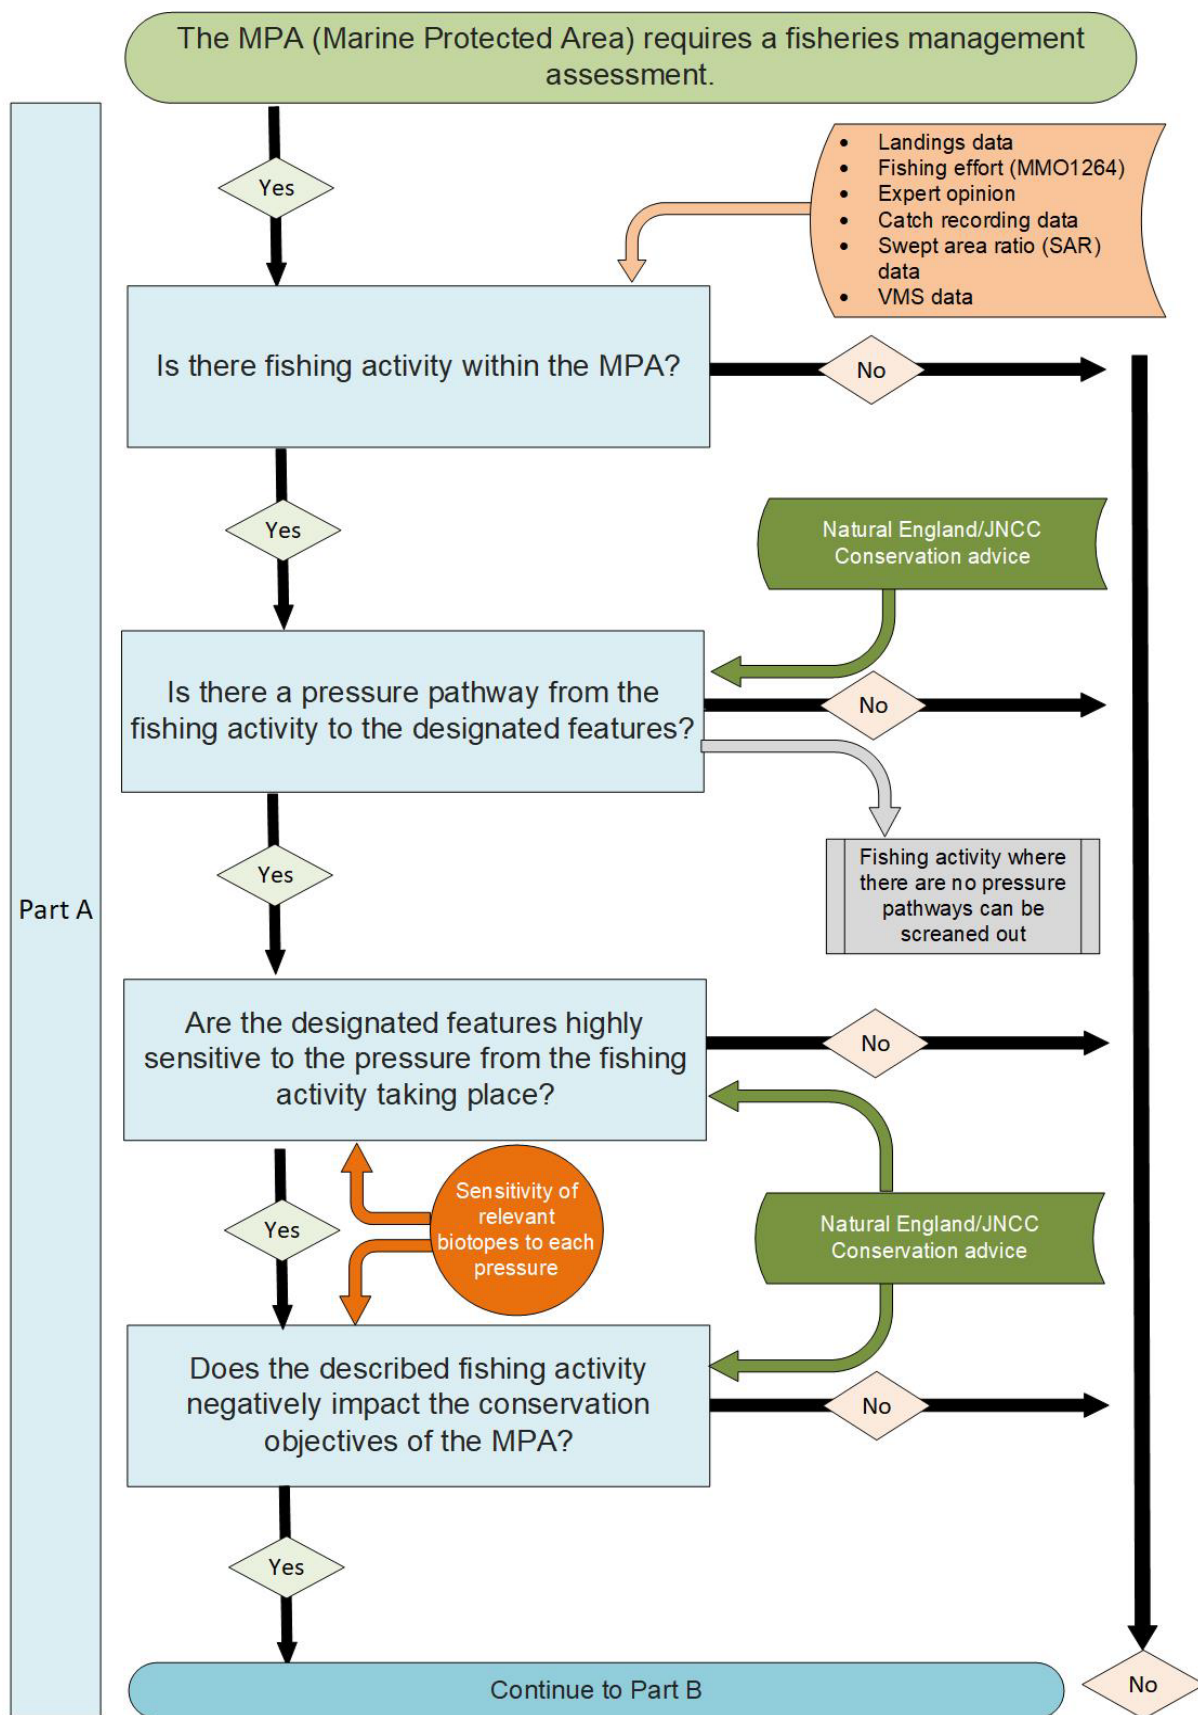 The MPA (Marine Protected Area) requires a fisheries management
assessment.
Yes
• Landings data
• Fishing effort (MMO1264)
• Expert opinion
• Catch recording data
• Swept area ratio (SAR)
data
• VMS data
Is there fishing activity within the MPA?
No
Yes
Natural England/JNCC
Conservation advice
Is there a pressure pathway from the
fishing activity to the designated features?
No
Yes
Fishing activity where
there are no pressure
pathways can be
screaned out
Part A
Are the designated features highly
sensitive to the pressure from the fishing
activity taking place?
No
Yes
Sensitivity of
relevant
biotopes to each
pressure
Natural England/JNCC
Conservation advice
Does the described fishing activity
negatively impact the conservation
objectives of the MPA?
No
Yes
Continue to Part B
No